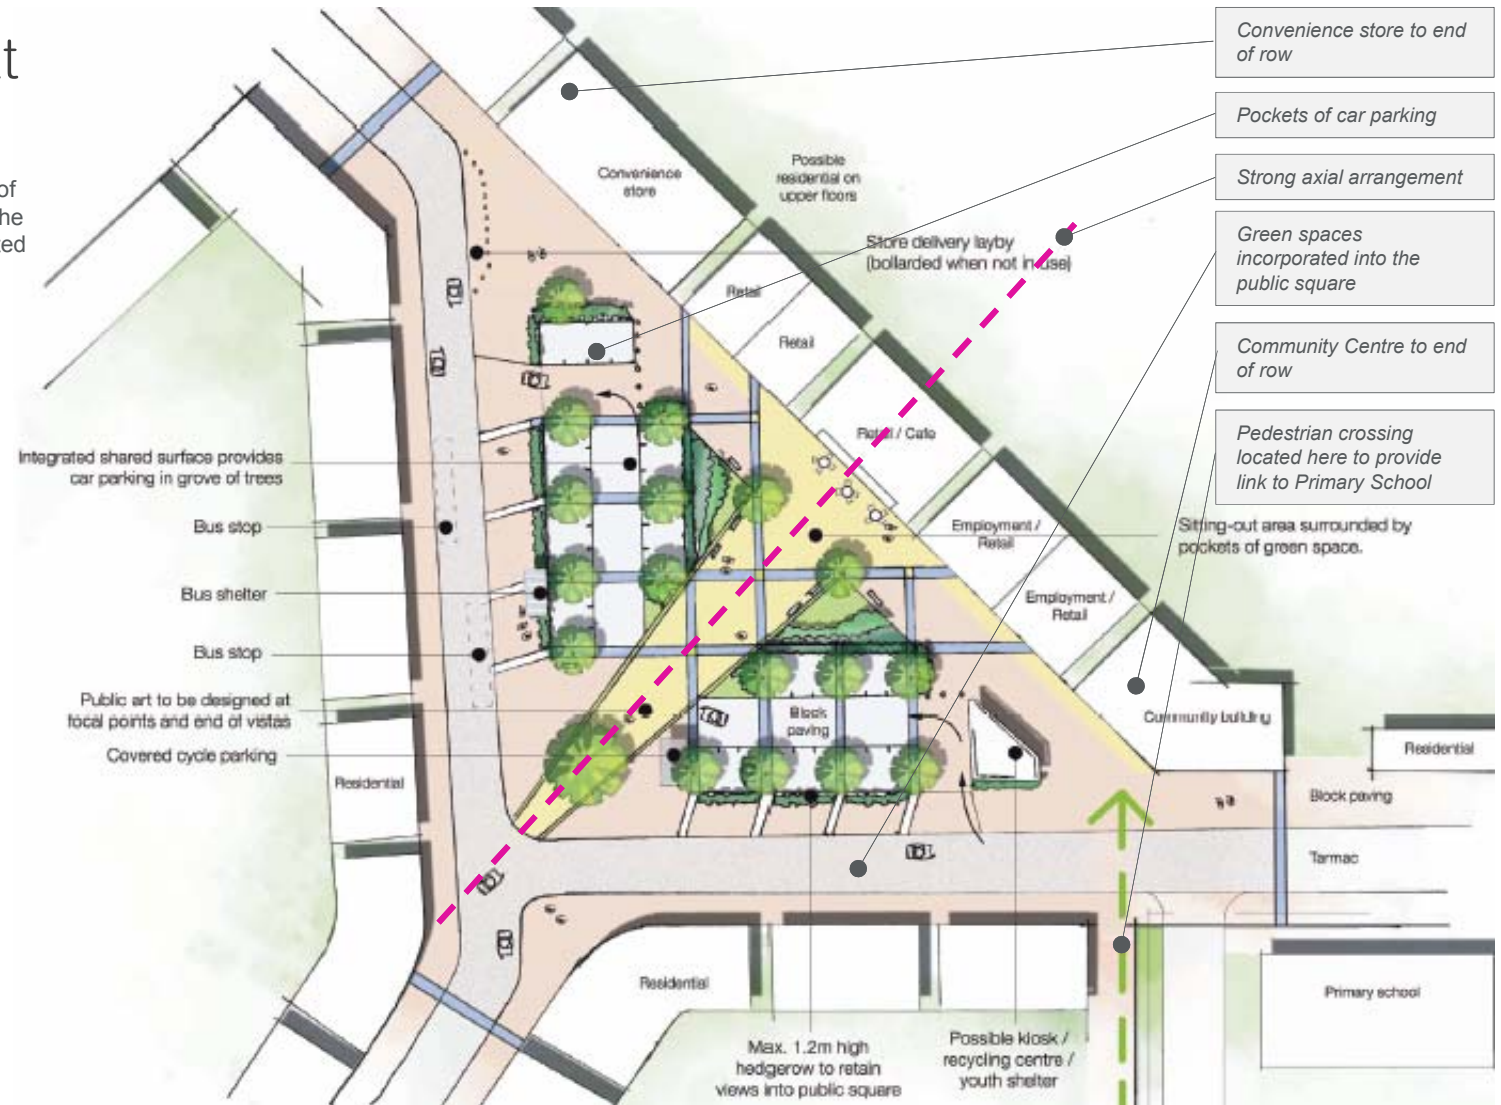 of
Convenience store to end
of row
Pockets of car parking
Strong axial arrangement
Green spaces
incorporated into the
public square
Community Centre to end
of row
Pedestrian crossing
located here to provide
link to Primary School
Convenience
store
Possible
residential on
upper floors
Store delivery layby
(bollarded when not in use)
Retail
Retail
Retail / Cafe
Employment /
Retail
Employment /
Retail
Sitting-out area surrounded by
pockets of green space.
Community building
Integrated shared surface provides
car parking in grove of trees
Bus stop
Bus shelter
Bus stop
Public art to be designed at
focal points and end of vistas
Covered cycle parking
Block
paving
Residential
Residential
Block paving
Tarmac
Residential
Primary school
Max. 1.2m high
hedgerow to retain
views into public square
Possible kiosk /
recycling centre /
youth shelter